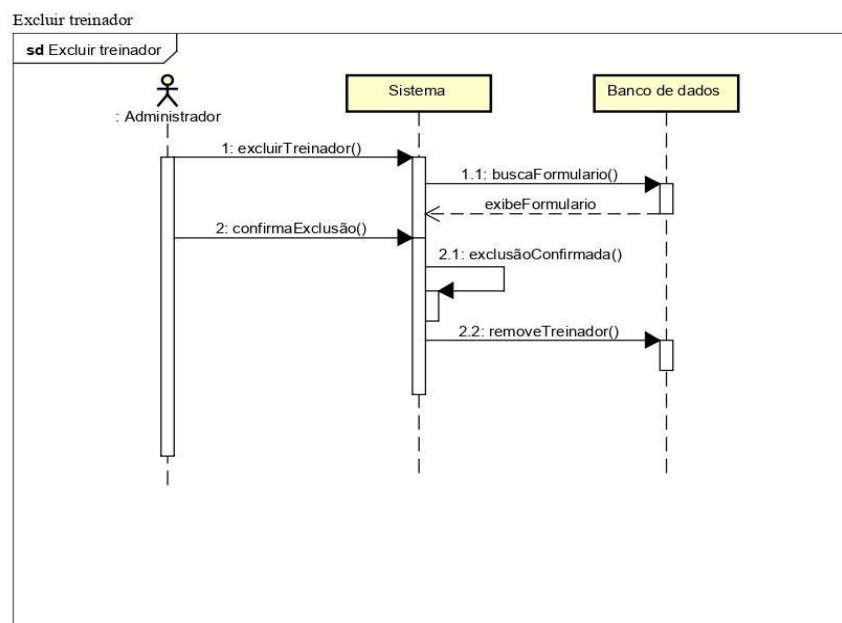 Excluir treinador
sd Excluir treinador
: Administrador
Sistema
Banco de dados
1: excluirTreinador()
1.1: buscaFormulario()
exibeFormulario
2: confirmaExclusão()
2.1: exclusãoConfirmada()
2.2: removeTreinador()